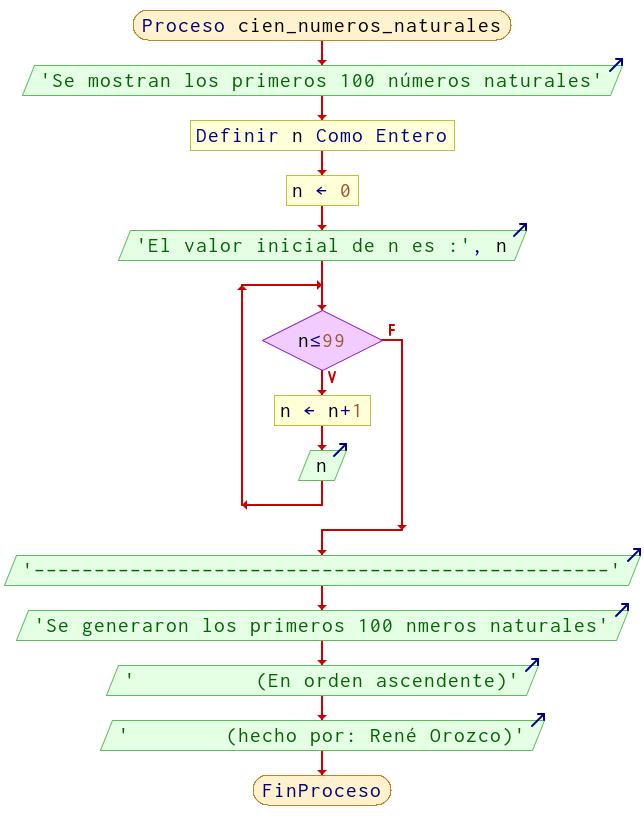 Proceso cien_numeros_naturales
'Se mostran los primeros 100 números naturales'
Definir n Como Entero
n ← 0
'El valor inicial de n es :', n
n≤99
F
V
n ← n+1
n
'------------------------------------------------'
'Se generaron los primeros 100 nmeros naturales'
'          (En orden ascendente)'
'        (hecho por: René Orozco)'
FinProceso